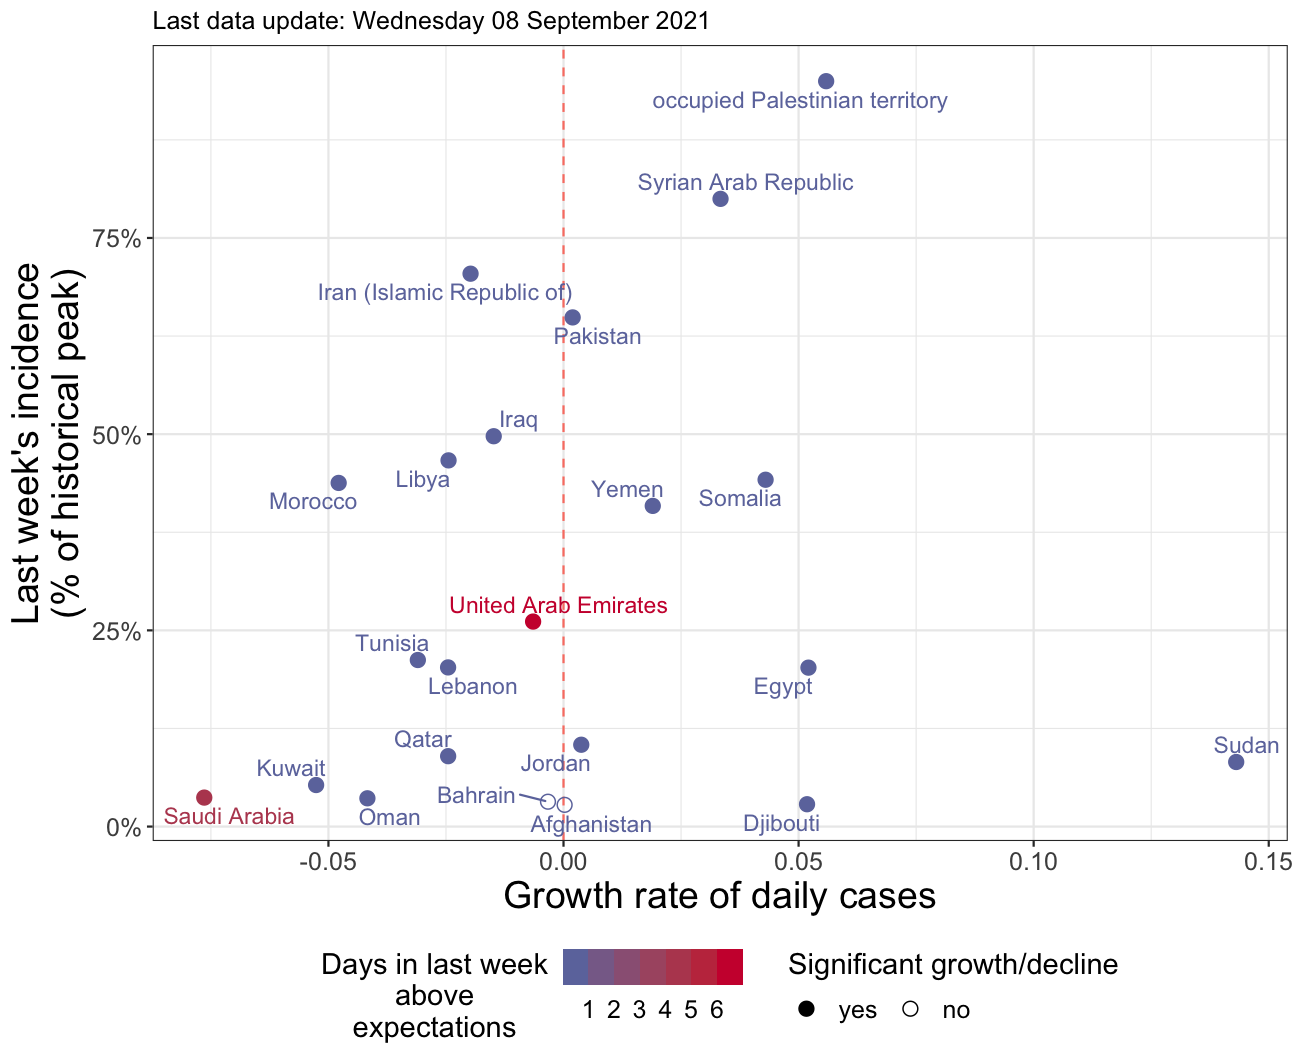 Last data update: Wednesday 08 September 2021
occupied Palestinian territory
Syrian Arab Republic
75%
Iran (Islamic Republic of)
Pakistan
Iraq
50%
Libya
Morocco
Yemen
Somalia
United Arab Emirates
25%
Tunisia
Lebanon
Egypt
Qatar
Jordan
Sudan
Kuwait
Bahrain
Saudi Arabia
Oman
Afghanistan
Djibouti
0%
Last week's incidence
(% of historical peak)
-0.05 0.00 0.05 0.10 0.15
Growth rate of daily cases
Days in last week
above
expectations
1 2 3 4 5 6
Significant growth/decline
yes no